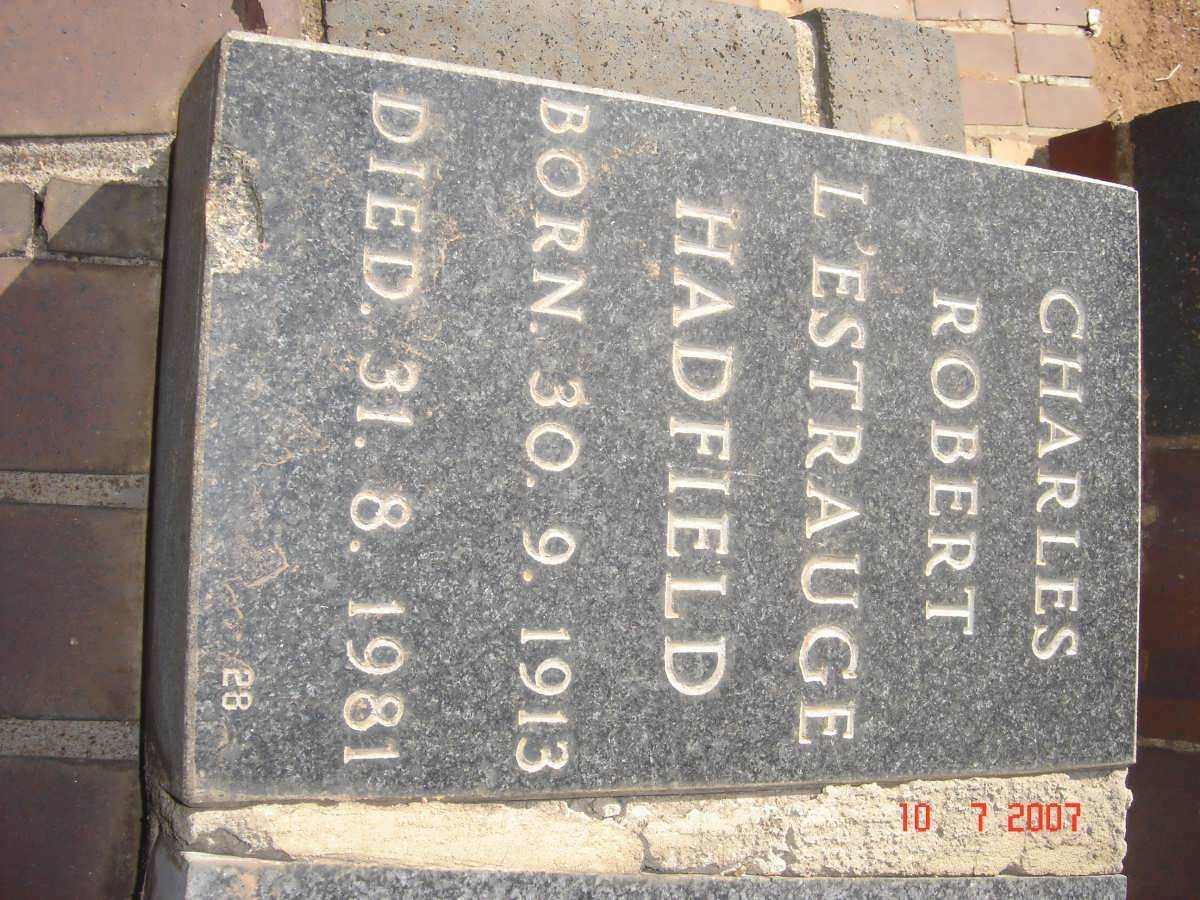 CHARLES
ROBERT
L'ESTRAUGE
HADFIELD
BORN. 30. 9. 1913
DIED. 31. 8. 1981
28
10 7 2007